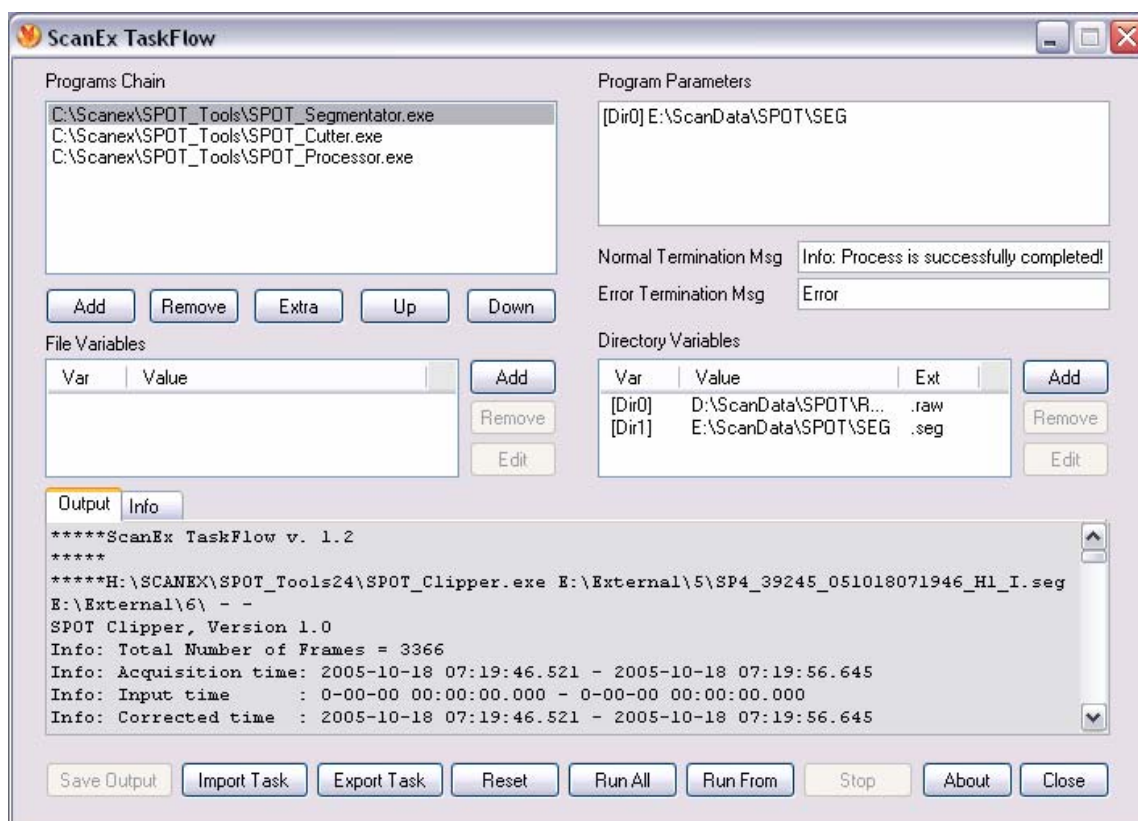 ScanEx TaskFlow
Programs Chain
C:\Scanex\SPOT_Tools\SPOT_Segmentator.exe
C:\Scanex\SPOT_Tools\SPOT_Cutter.exe
C:\Scanex\SPOT_Tools\SPOT_Processor.exe
Add Remove Extra Up Down
Program Parameters
[Dir0] E:\ScanData\SPOT\SEG
Normal Termination Msg Info: Process is successfully completed!
Error Termination Msg Error
File Variables
Var Value
Add
Remove
Edit
Directory Variables
Var Value Ext
[Dir0] D:\ScanData\SPOT\R... .raw
[Dir1] E:\ScanData\SPOT\SEG .seg
Add
Remove
Edit
Output Info
*****ScanEx TaskFlow v. 1.2
*****
*****H:\SCANEX\SPOT_Tools24\SPOT_Clipper.exe E:\External\5\SP4_39245_051018071946_H1_I.seg
E:\External\6\ - -
SPOT Clipper, Version 1.0
Info: Total Number of Frames = 3366
Info: Acquisition time: 2005-10-18 07:19:46.521 - 2005-10-18 07:19:56.645
Info: Input time : 0-00-00 00:00:00.000 - 0-00-00 00:00:00.000
Info: Corrected time : 2005-10-18 07:19:46.521 - 2005-10-18 07:19:56.645
Save Output Import Task Export Task Reset Run All Run From Stop About Close